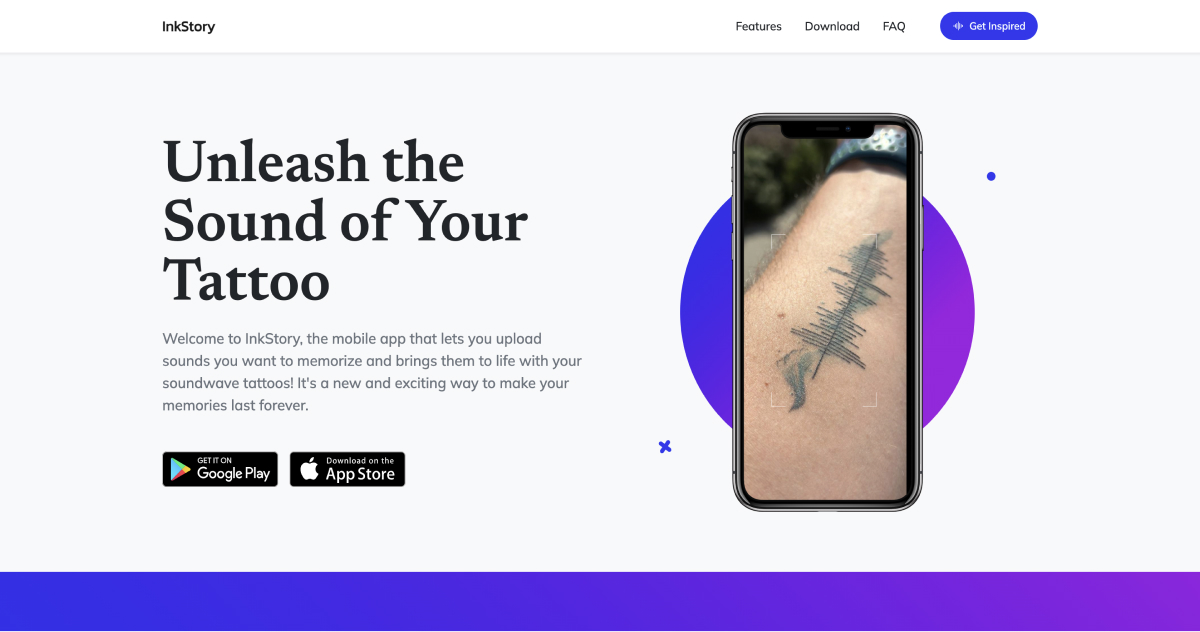 InkStory
Features
Download
FAQ
Get Inspired
Unleash the
Sound of Your
Tattoo
Welcome to InkStory, the mobile app that lets you upload
sounds you want to memorize and brings them to life with your
soundwave tattoos! It's a new and exciting way to make your
memories last forever.
GET IT ON
Google Play
Download on the
App Store